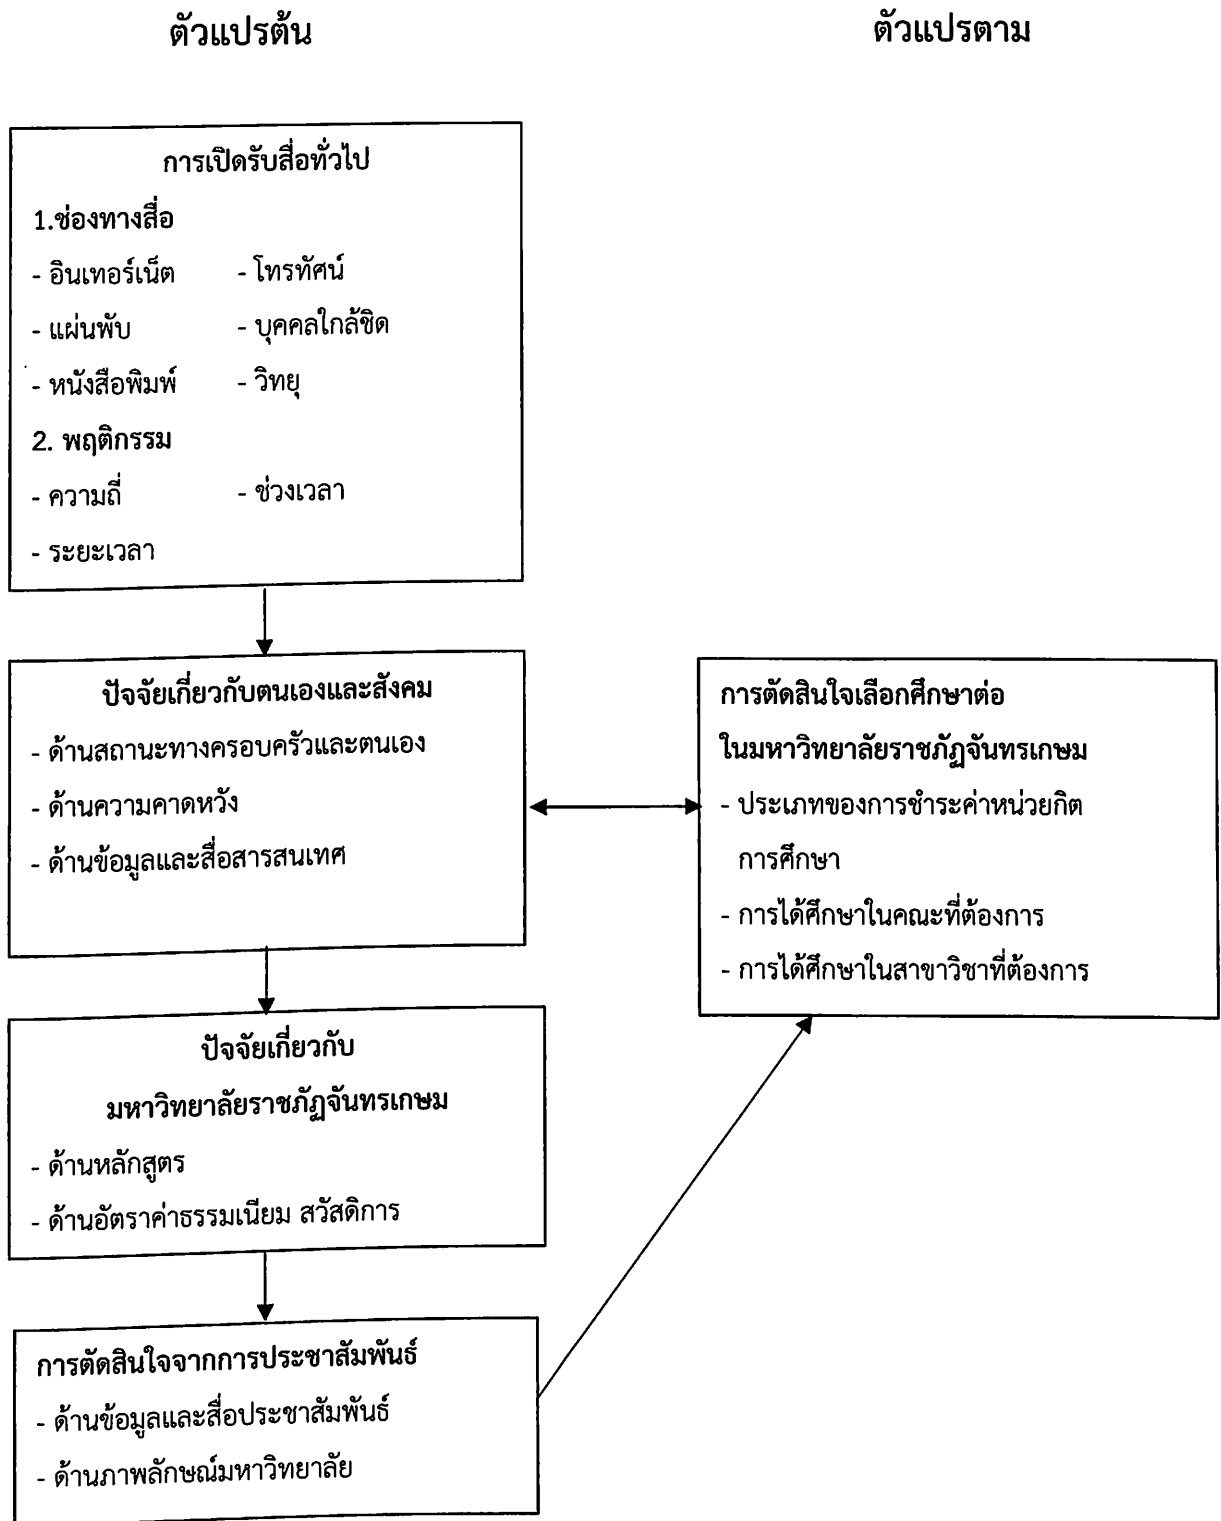 ตัวแปรต้น
ตัวแปรตาม
การเปิดรับสื่อทั่วไป
1.ช่องทางสื่อ
- อินเทอร์เน็ต - โทรทัศน์
- แผ่นพับ - บุคคลใกล้ชิด
- หนังสือพิมพ์ - วิทยุ
2. พฤติกรรม
- ความถี่ - ช่วงเวลา
- ระยะเวลา
ปัจจัยเกี่ยวกับตนเองและสังคม
- ด้านสถานะทางครอบครัวและตนเอง
- ด้านความคาดหวัง
- ด้านข้อมูลและสื่อสารสนเทศ
การตัดสินใจเลือกศึกษาต่อ
ในมหาวิทยาลัยราชภัฏจันทรเกษม
- ประเภทของการชำระค่าหน่วยกิต
การศึกษา
- การได้ศึกษาในคณะที่ต้องการ
- การได้ศึกษาในสาขาวิชาที่ต้องการ
ปัจจัยเกี่ยวกับ
มหาวิทยาลัยราชภัฏจันทรเกษม
- ด้านหลักสูตร
- ด้านอัตราค่าธรรมเนียม สวัสดิการ
การตัดสินใจจากการประชาสัมพันธ์
- ด้านข้อมูลและสื่อประชาสัมพันธ์
- ด้านภาพลักษณ์มหาวิทยาลัย